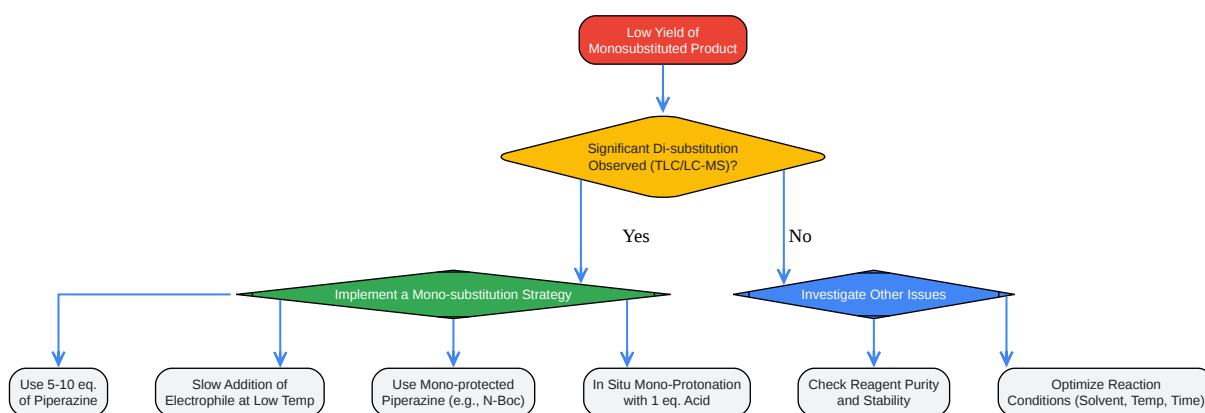 Low Yield of
Monosubstituted Product
Significant Di-substitution
Observed (TLC/LC-MS)?
Yes
No
Implement a Mono-substitution Strategy
Investigate Other Issues
Use 5-10 eq.
of Piperazine
Slow Addition of
Electrophile at Low Temp
Use Mono-protected
Piperazine (e.g., N-Boc)
In Situ Mono-Protonation
with 1 eq. Acid
Check Reagent Purity
and Stability
Optimize Reaction
Conditions (Solvent, Temp, Time)